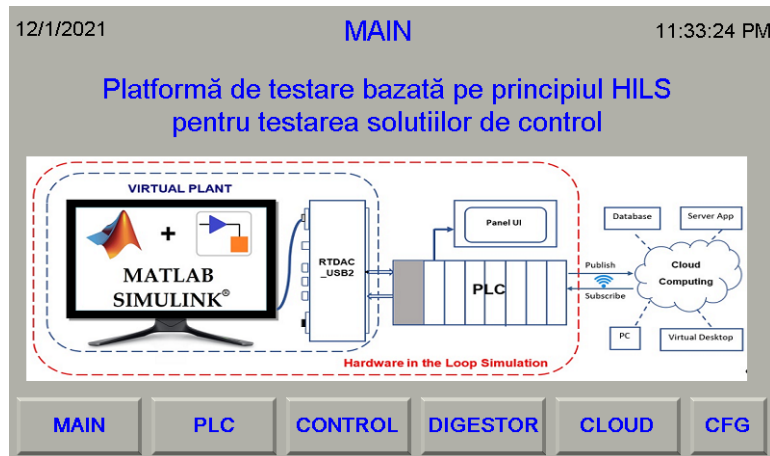 12/1/2021
MAIN
11:33:24 PM
Platformă de testare bazată pe principiul HILS
pentru testarea solutiilor de control
VIRTUAL PLANT
+
MATLAB
SIMULINK®
RTDAC
_USB2
Panel UI
PLC
Hardware in the Loop Simulation
Publish
Subscribe
Database
Server App
Cloud
Computing
PC
Virtual Desktop
MAIN
PLC
CONTROL
DIGESTOR
CLOUD
CFG